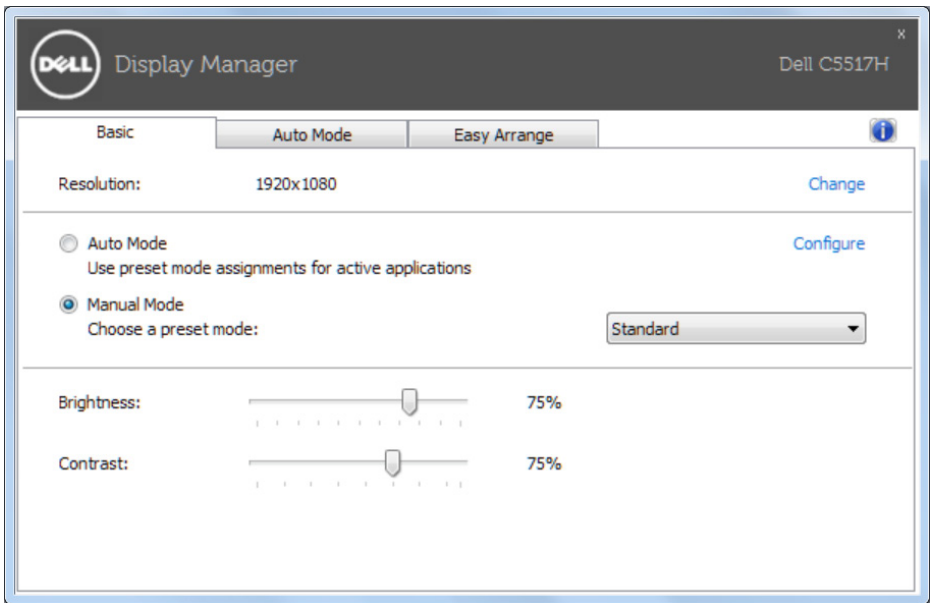 DELL Display Manager
x
Dell C5517H
Basic Auto Mode Easy Arrange
Resolution: 1920x1080 Change
Auto Mode Configure
Use preset mode assignments for active applications
Manual Mode
Choose a preset mode: Standard
Brightness: 75%
Contrast: 75%